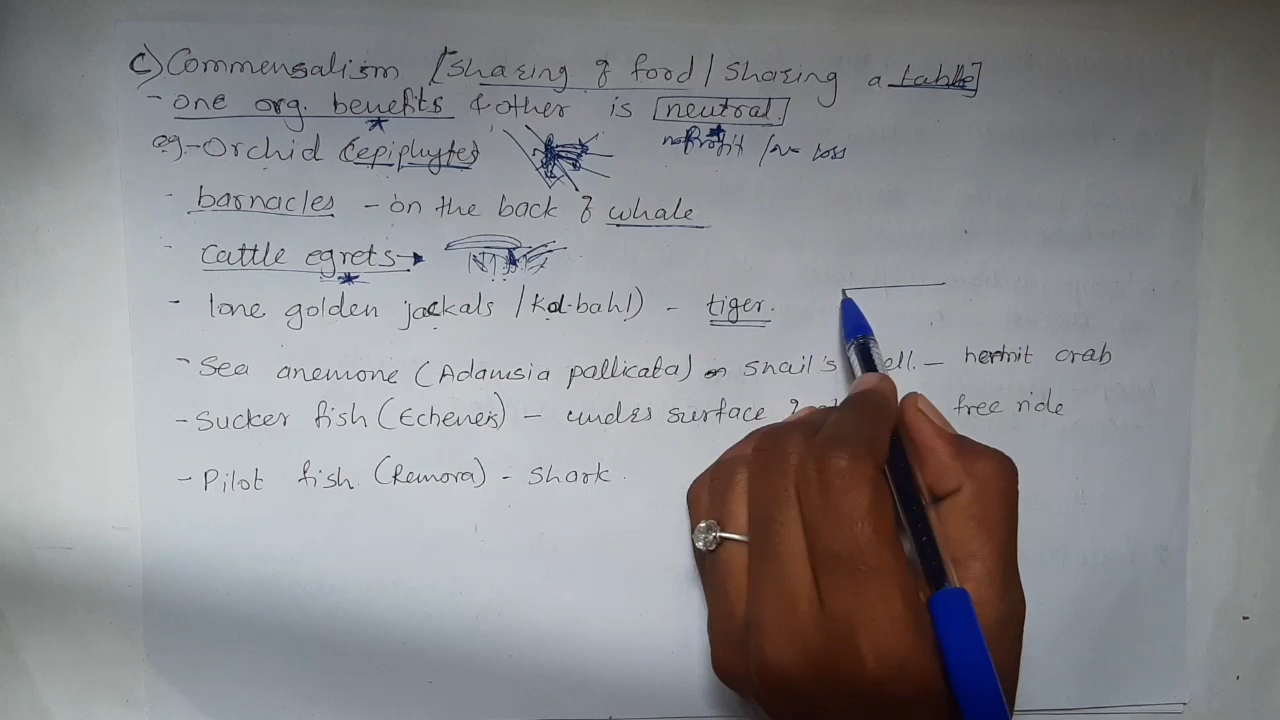 C) Commensalism [sharing of food / sharing a table]
- one org. benefits & other is neutral.
no profit / no loss
eg - Orchid (epiphytes)
- barnacles - on the back of whale
- cattle egrets →
- lone golden jackals / kol-bahl) - tiger.
- Sea anemone (Adamsia pallicata) on snail's ell. - hermit crab
- Sucker fish (Echeneis) - under surface free ride
- Pilot fish (Remora) - shark.